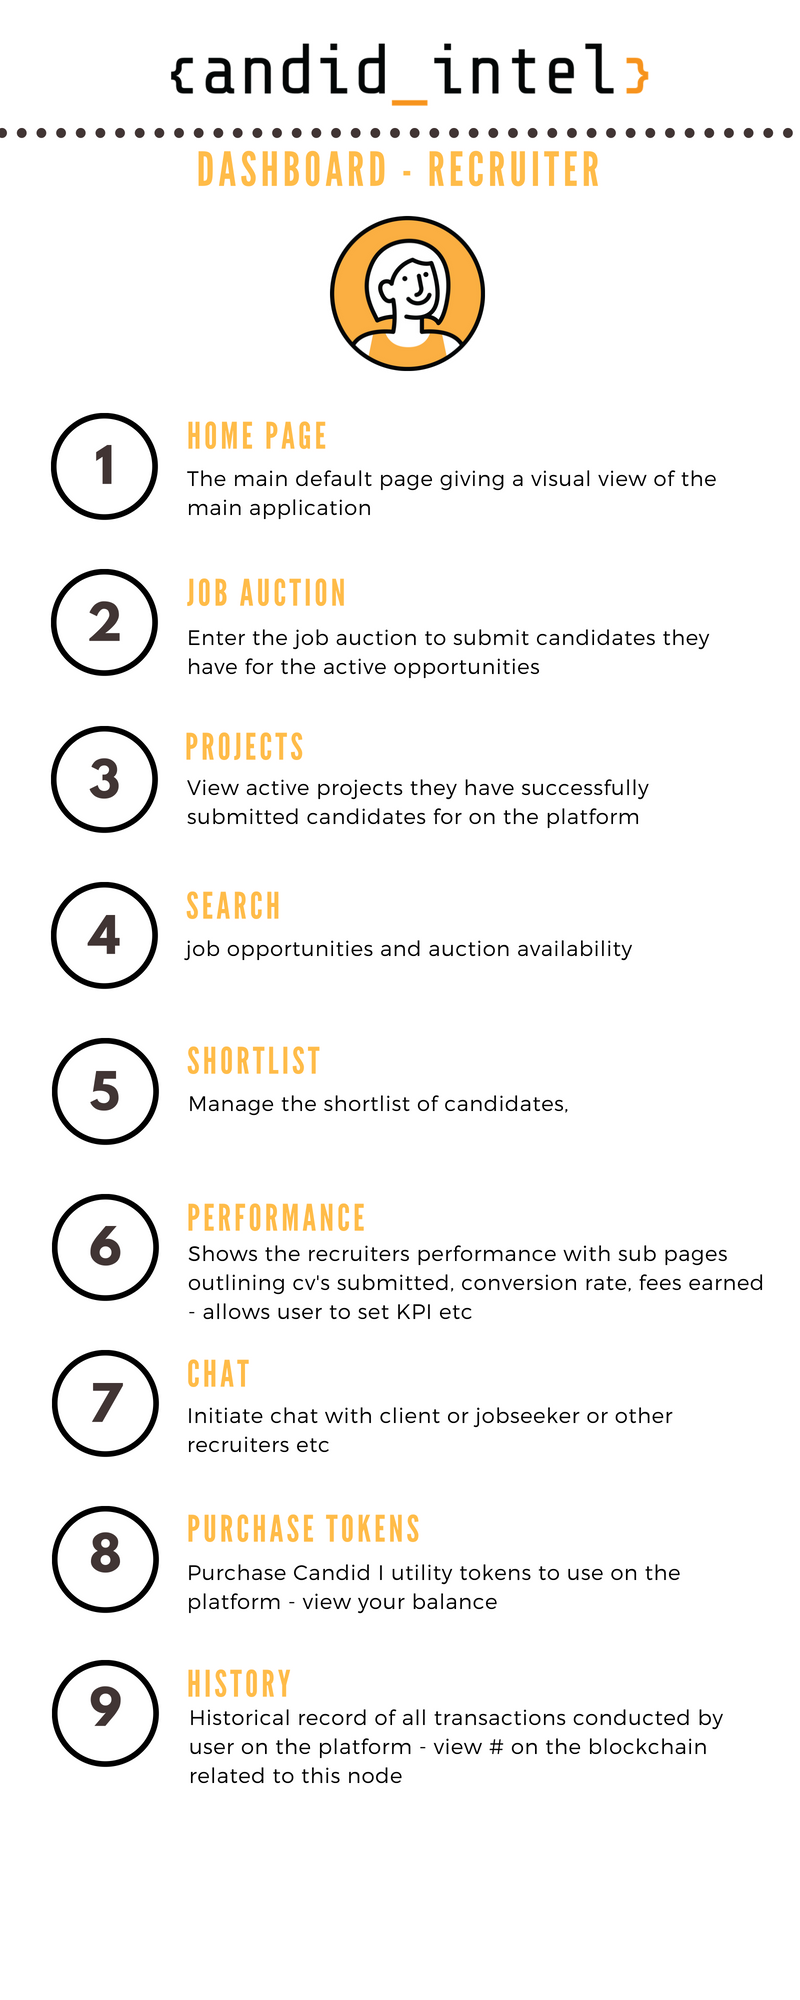 {candid_intel}
DASHBOARD - RECRUITER
1
HOME PAGE
The main default page giving a visual view of the
main application
2
JOB AUCTION
Enter the job auction to submit candidates they
have for the active opportunities
3
PROJECTS
View active projects they have successfully
submitted candidates for on the platform
4
SEARCH
job opportunities and auction availability
5
SHORTLIST
Manage the shortlist of candidates,
6
PERFORMANCE
Shows the recruiters performance with sub pages
outlining cv's submitted, conversion rate, fees earned
- allows user to set KPI etc
7
CHAT
Initiate chat with client or jobseeker or other
recruiters etc
8
PURCHASE TOKENS
Purchase Candid I utility tokens to use on the
platform - view your balance
9
HISTORY
Historical record of all transactions conducted by
user on the platform - view # on the blockchain
related to this node